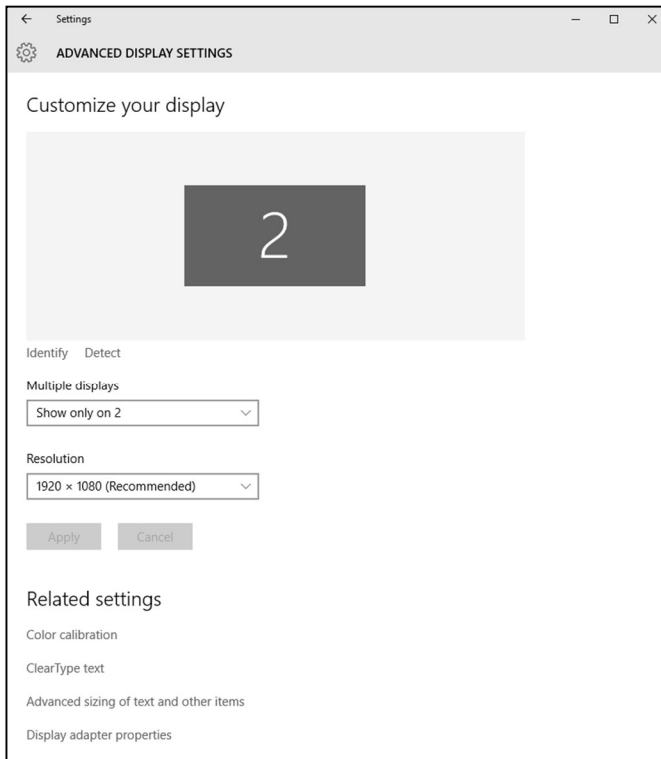 Settings
ADVANCED DISPLAY SETTINGS
Customize your display
2
Identify Detect
Multiple displays
Show only on 2
Resolution
1920 × 1080 (Recommended)
Apply Cancel
Related settings
Color calibration
ClearType text
Advanced sizing of text and other items
Display adapter properties